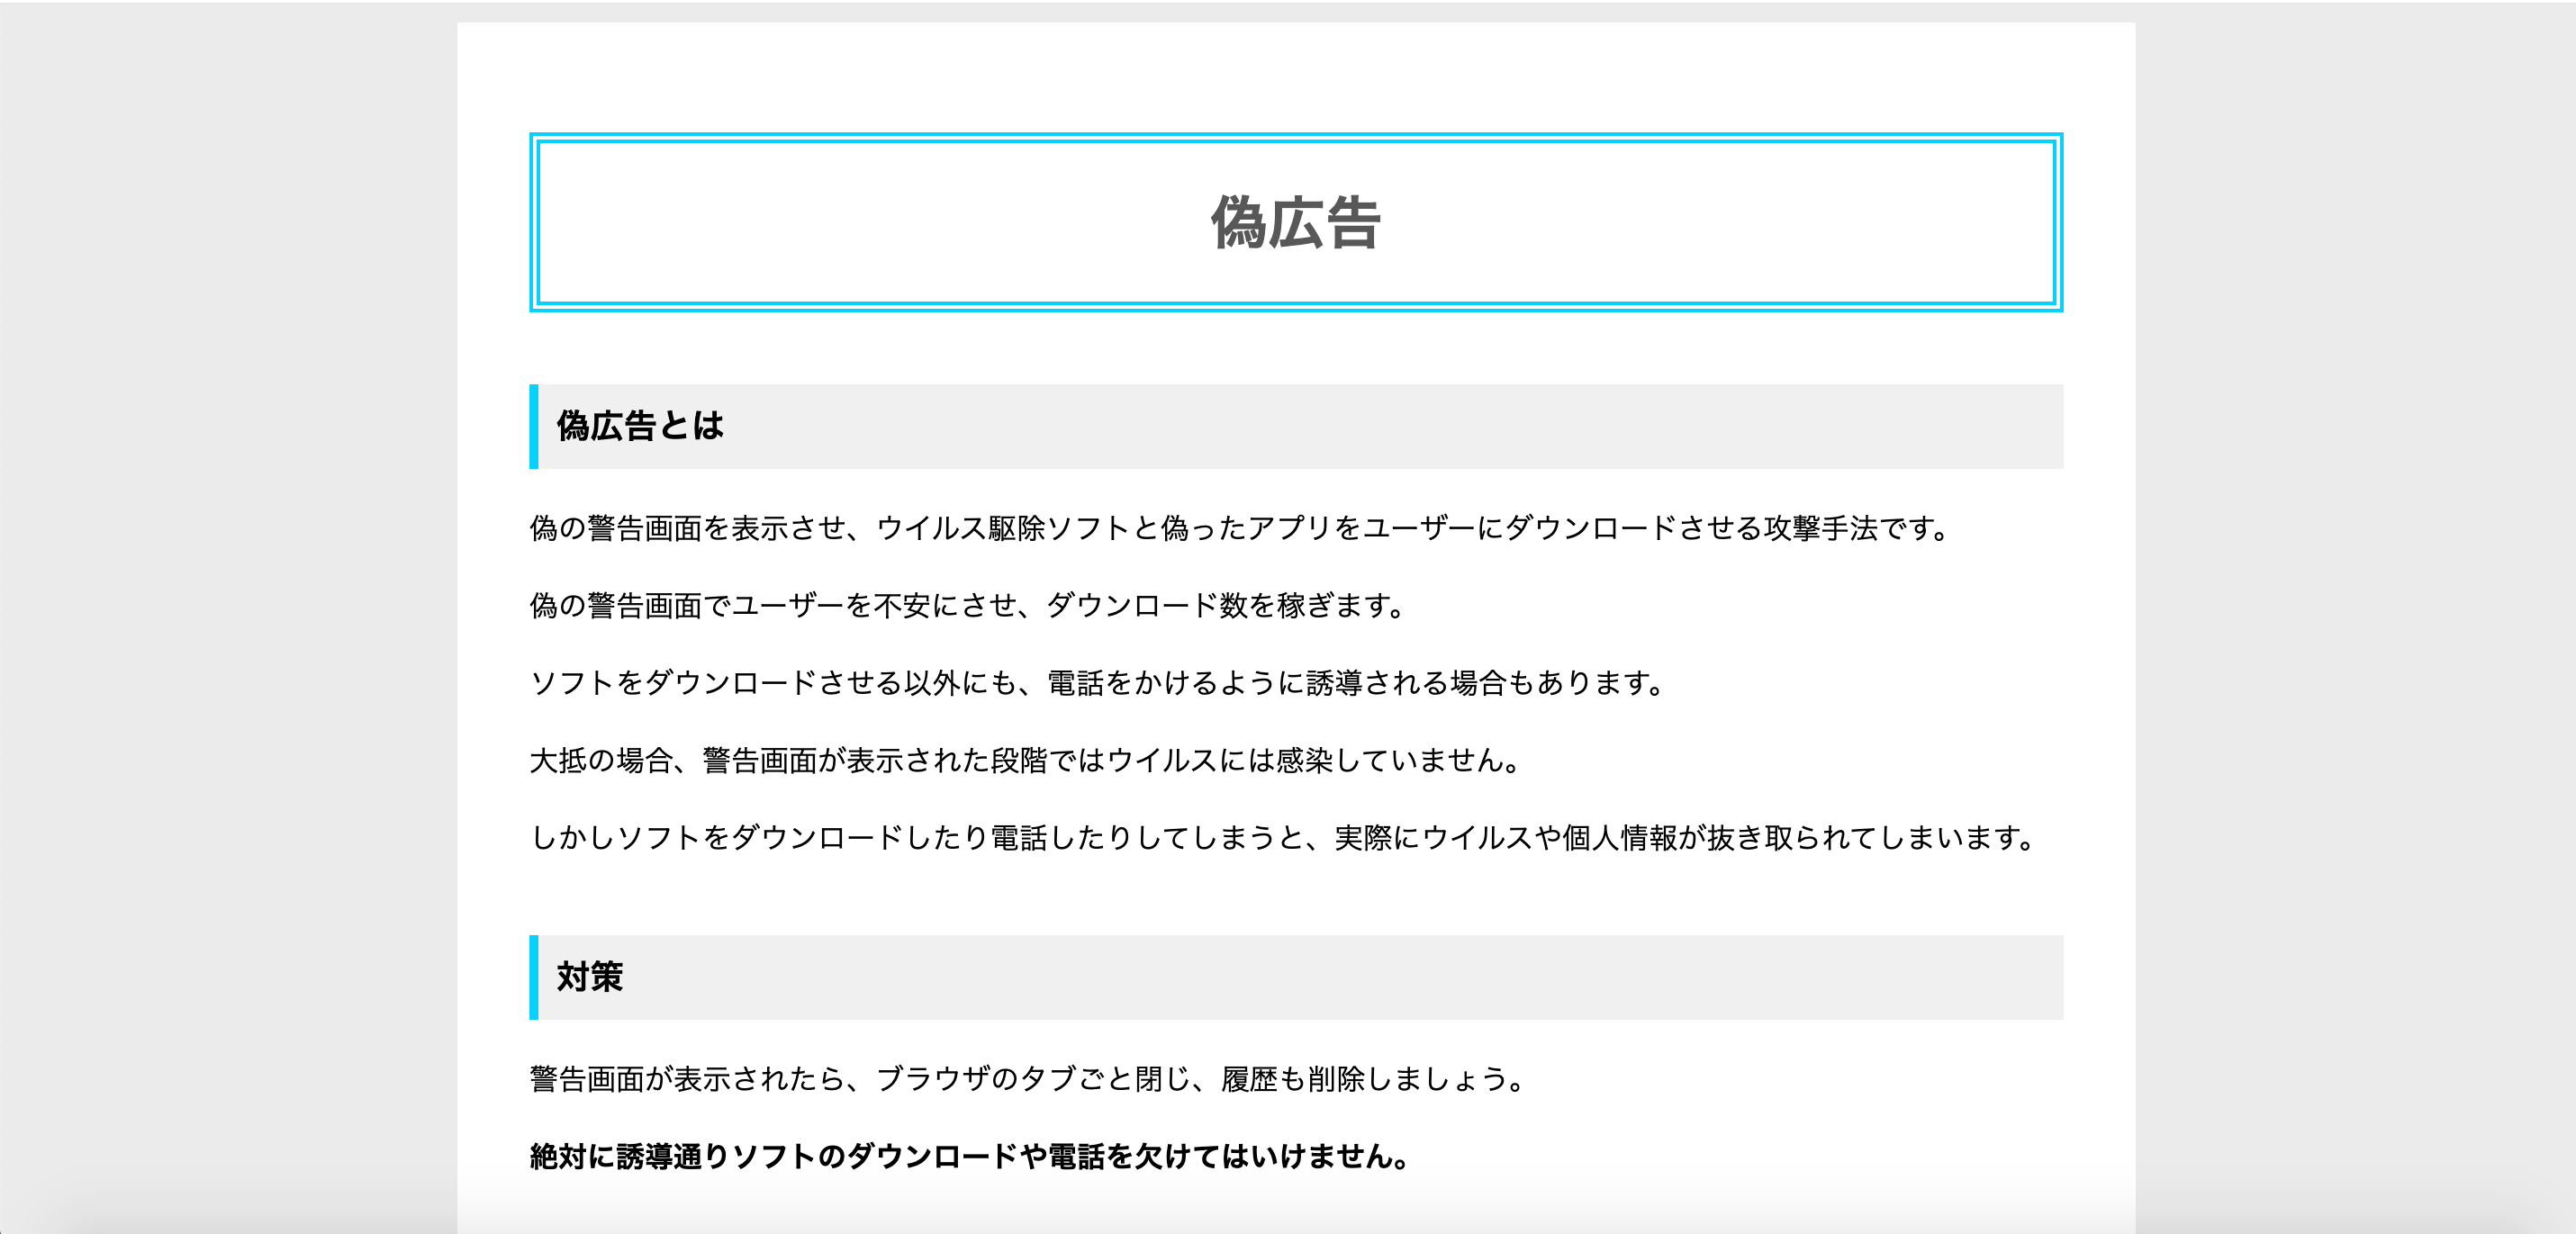 偽広告
偽広告とは
偽の警告画面を表示させ、ウイルス駆除ソフトと偽ったアプリをユーザーにダウンロードさせる攻撃手法です。
偽の警告画面でユーザーを不安にさせ、ダウンロード数を稼ぎます。
ソフトをダウンロードさせる以外にも、電話をかけるように誘導される場合もあります。
大抵の場合、警告画面が表示された段階ではウイルスには感染していません。
しかしソフトをダウンロードしたり電話したりしてしまうと、実際にウイルスや個人情報が抜き取られてしまいます。
対策
警告画面が表示されたら、ブラウザのタブごと閉じ、履歴も削除しましょう。
絶対に誘導通りソフトのダウンロードや電話を欠けてはいけません。